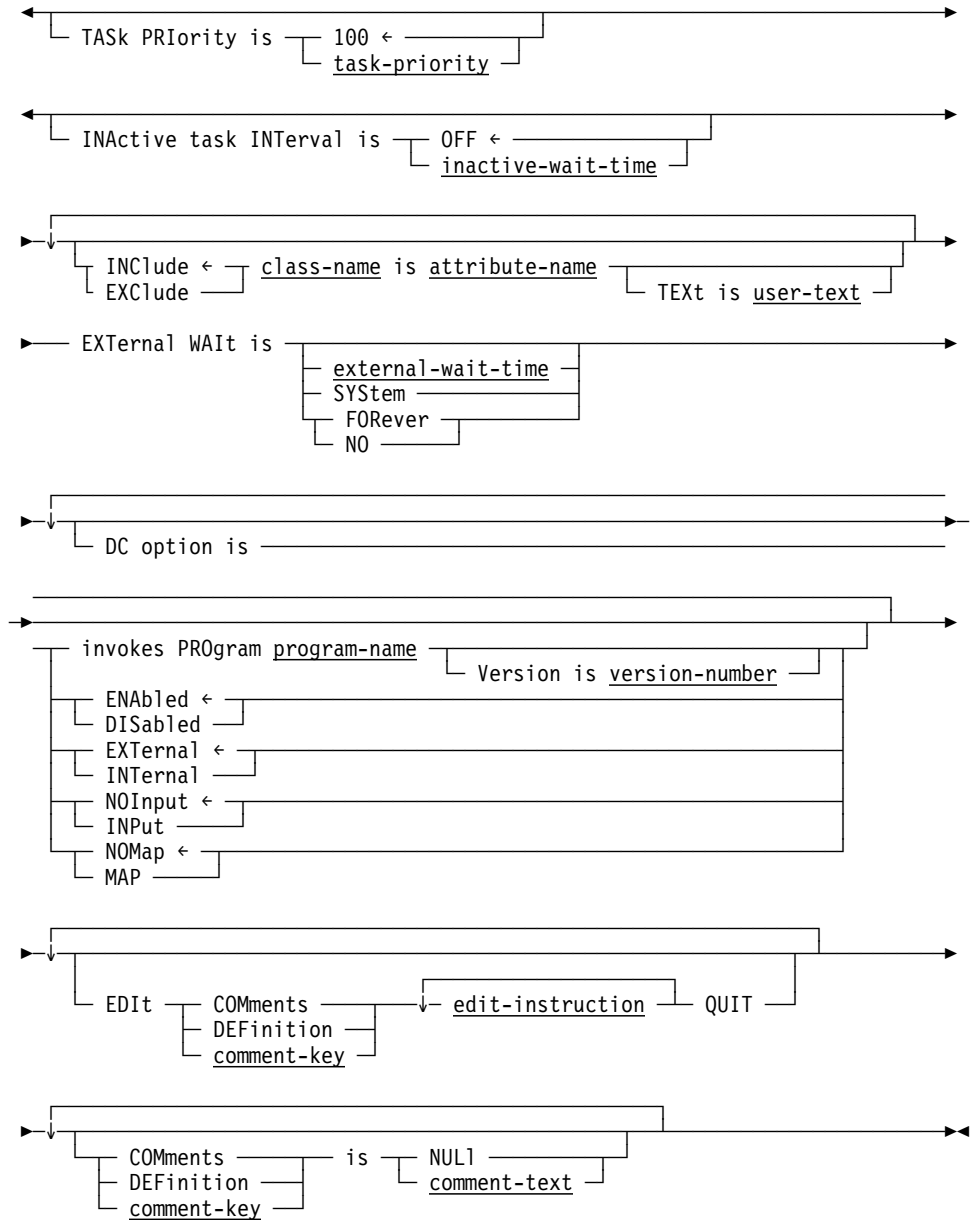 TASk PRIority is 100 ←
task-priority
INActive task INTerval is OFF ←
inactive-wait-time
INClude ← class-name is attribute-name
EXClude TEXt is user-text
EXTernal WAIt is
external-wait-time
SYStem
FORever
NO
DC option is
invokes PROgram program-name
Version is version-number
ENAbled ←
DISabled
EXTernal ←
INTernal
NOInput ←
INPut
NOMap ←
MAP
EDIt COMments edit-instruction QUIT
DEFinition
comment-key
COMments is NULl
DEFinition comment-text
comment-key